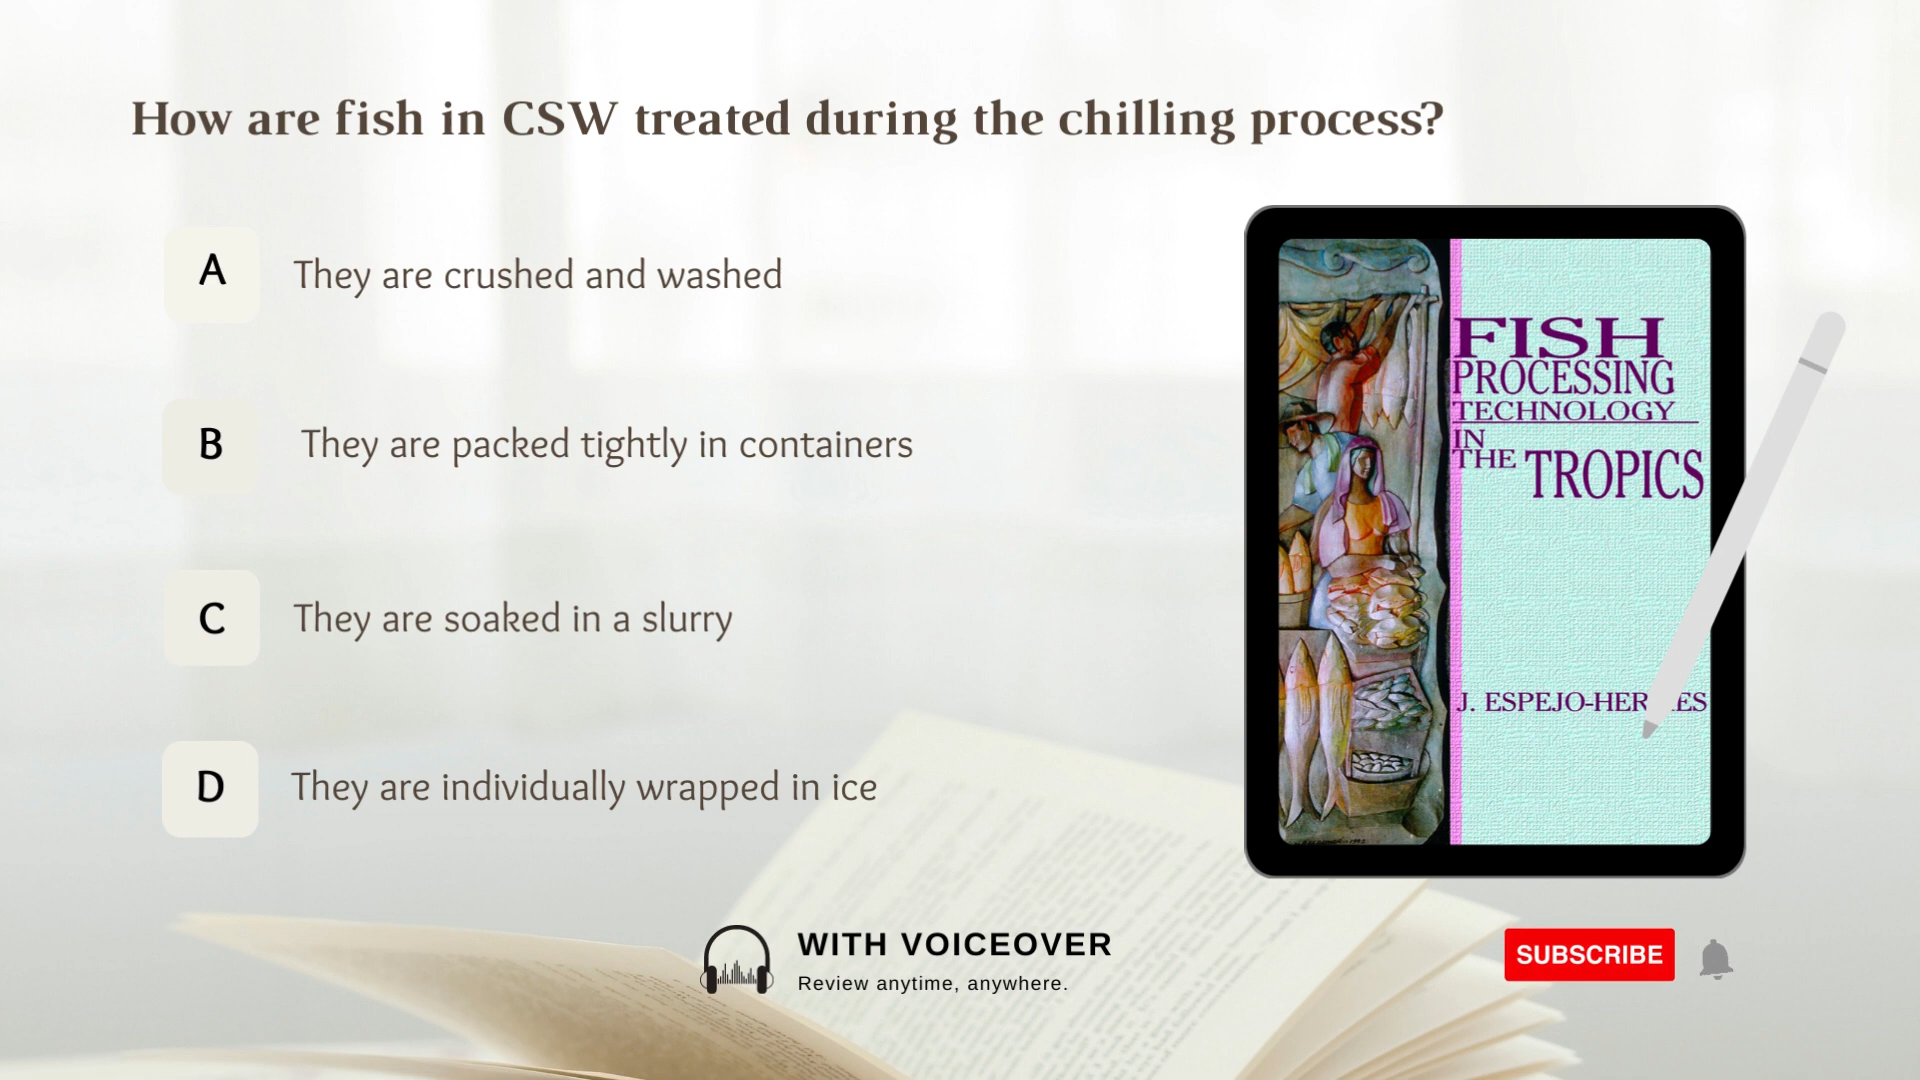 How are fish in CSW treated during the chilling process?
A
They are crushed and washed
B
They are packed tightly in containers
C
They are soaked in a slurry
D
They are individually wrapped in ice
FISH
PROCESSING
TECHNOLOGY
IN
THE TROPICS
WITH VOICEOVER
Review anytime, anywhere.
J. ESPEJO-
SUBSCRIBE